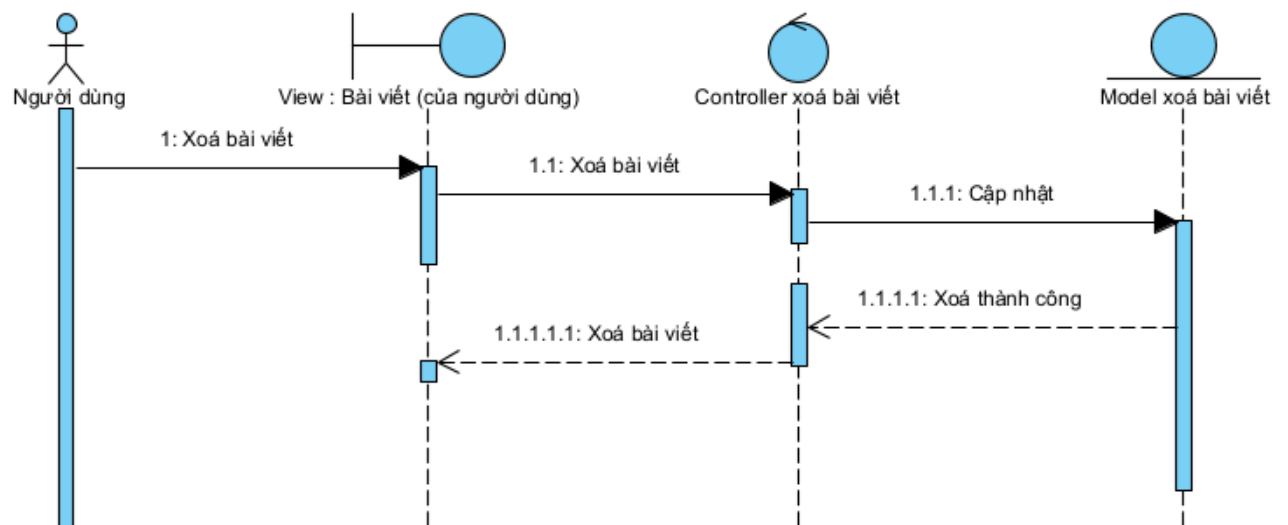 Người dùng
View : Bài viết (của người dùng)
Controller xoá bài viết
Model xoá bài viết
1: Xoá bài viết
1.1: Xoá bài viết
1.1.1: Cập nhật
1.1.1.1: Xoá thành công
1.1.1.1.1: Xoá bài viết